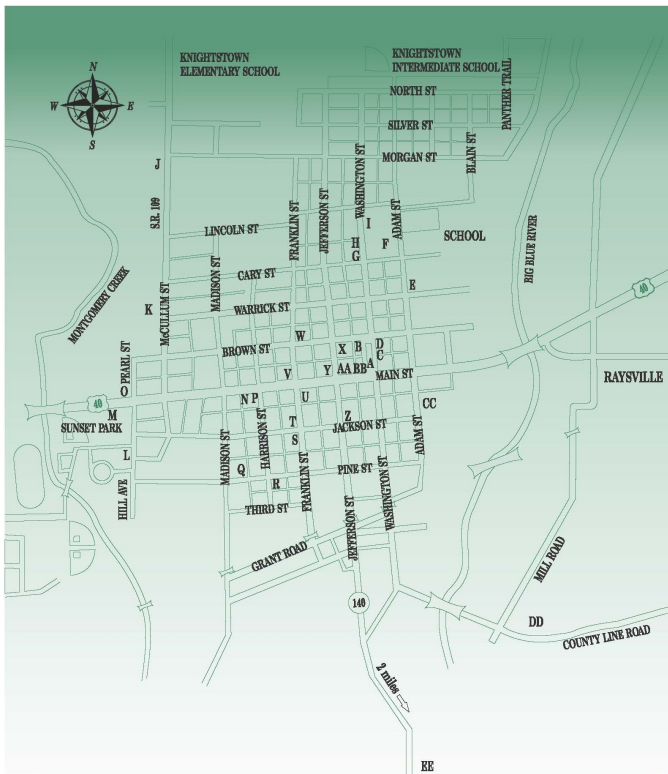 KNIGHTSTOWN
ELEMENTARY SCHOOL
KNIGHTSTOWN
INTERMEDIATE SCHOOL
N
W
E
S
NORTH ST
PANTHER TRAIL
SILVER ST
BLAIN ST
MORGAN ST
WASHINGTON ST
J
S.R. 109
LINCOLN ST
FRANKLIN ST
JEFFERSON ST
ADAM ST
I
H
F
G
SCHOOL
BIG BLUE RIVER
MONTGOMERY CREEK
MADISON ST
CARY ST
E
40
K
McCULLUM ST
WARRICK ST
W
BROWN ST
X
B
D
C
A
PEARL ST
V
Y
AA
BB
MAIN ST
RAYSVILLE
O
40
M
N
P
U
CC
SUNSET PARK
T
Z
JACKSON ST
ADAM ST
MADISON ST
HARRISON ST
S
L
Q
FRANKLIN ST
PINE ST
HILL AVE
R
JEFFERSON ST
WASHINGTON ST
THIRD ST
GRANT ROAD
MILL ROAD
140
DD
COUNTY LINE ROAD
2 miles
EE